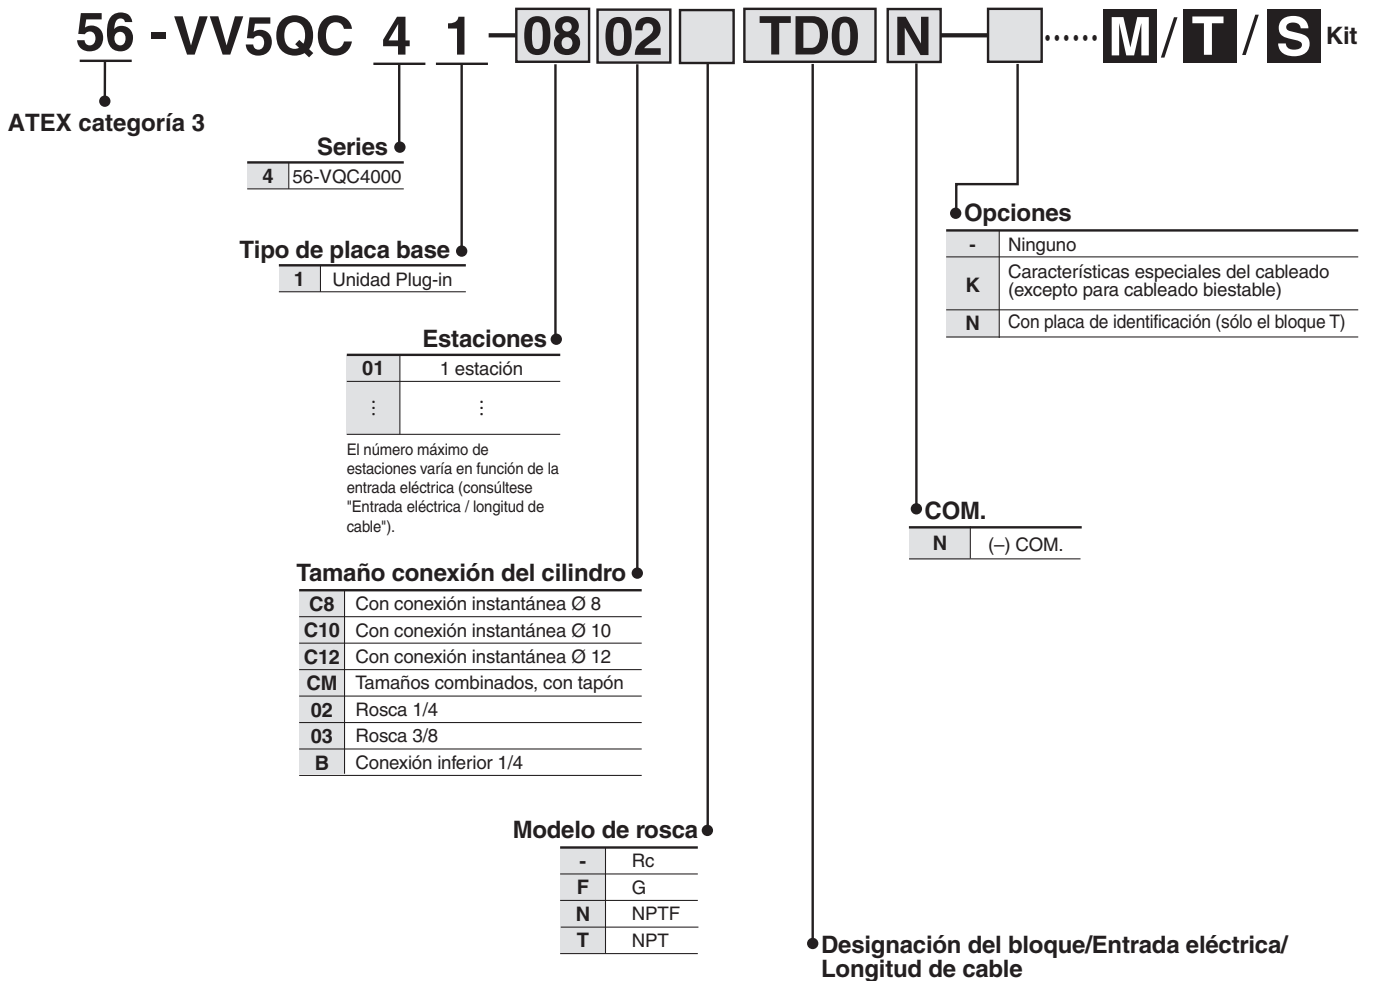 56 - VV5QC 4 1 - 08 02 TD0 N - ...... M / T / S Kit
ATEX categoría 3
Series
4 56-VQC4000
Tipo de placa base
1 Unidad Plug-in
Estaciones
01 1 estación
⋮ ⋮
El número máximo de
estaciones varía en función de la
entrada eléctrica (consúltese
"Entrada eléctrica / longitud de
cable").
Tamaño conexión del cilindro
C8 Con conexión instantánea Ø 8
C10 Con conexión instantánea Ø 10
C12 Con conexión instantánea Ø 12
CM Tamaños combinados, con tapón
02 Rosca 1/4
03 Rosca 3/8
B Conexión inferior 1/4
Modelo de rosca
- Rc
F G
N NPTF
T NPT
Opciones
- Ninguno
K Características especiales del cableado
(excepto para cableado biestable)
N Con placa de identificación (sólo el bloque T)
COM.
N (–) COM.
Designación del bloque/Entrada eléctrica/
Longitud de cable